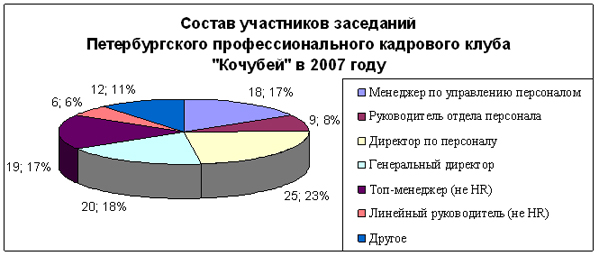 Состав участников заседаний
Петербургского профессионального кадрового клуба
"Кочубей" в 2007 году
12; 11%
18; 17%
6; 6%
9; 8%
19; 17%
20; 18%
25; 23%
Менеджер по управлению персоналом
Руководитель отдела персонала
Директор по персоналу
Генеральный директор
Топ-менеджер (не HR)
Линейный руководитель (не HR)
Другое